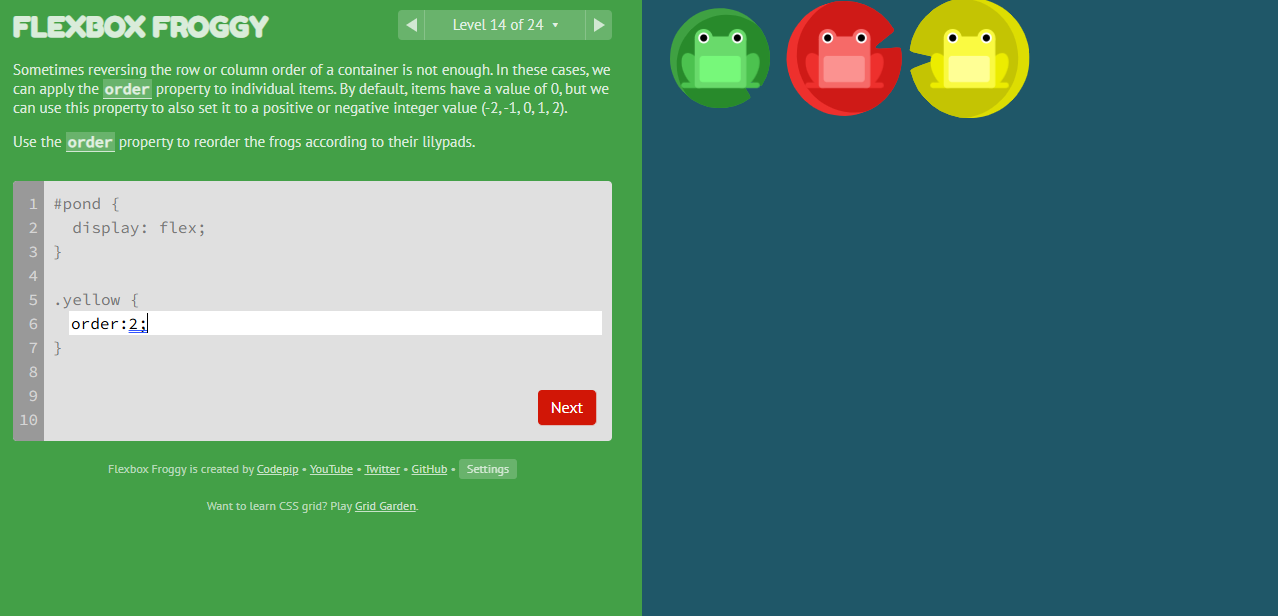 FLEXBOX FROGGY
Level 14 of 24
Sometimes reversing the row or column order of a container is not enough. In these cases, we
can apply the order property to individual items. By default, items have a value of 0, but we
can use this property to also set it to a positive or negative integer value (-2, -1, 0, 1, 2).
Use the order property to reorder the frogs according to their lilypads.
1 #pond {
2 display: flex;
3 }
4
5 .yellow {
6 order:2;
7 }
8
9
10
Next
Flexbox Froggy is created by Codepip • YouTube • Twitter • GitHub • Settings
Want to learn CSS grid? Play Grid Garden.